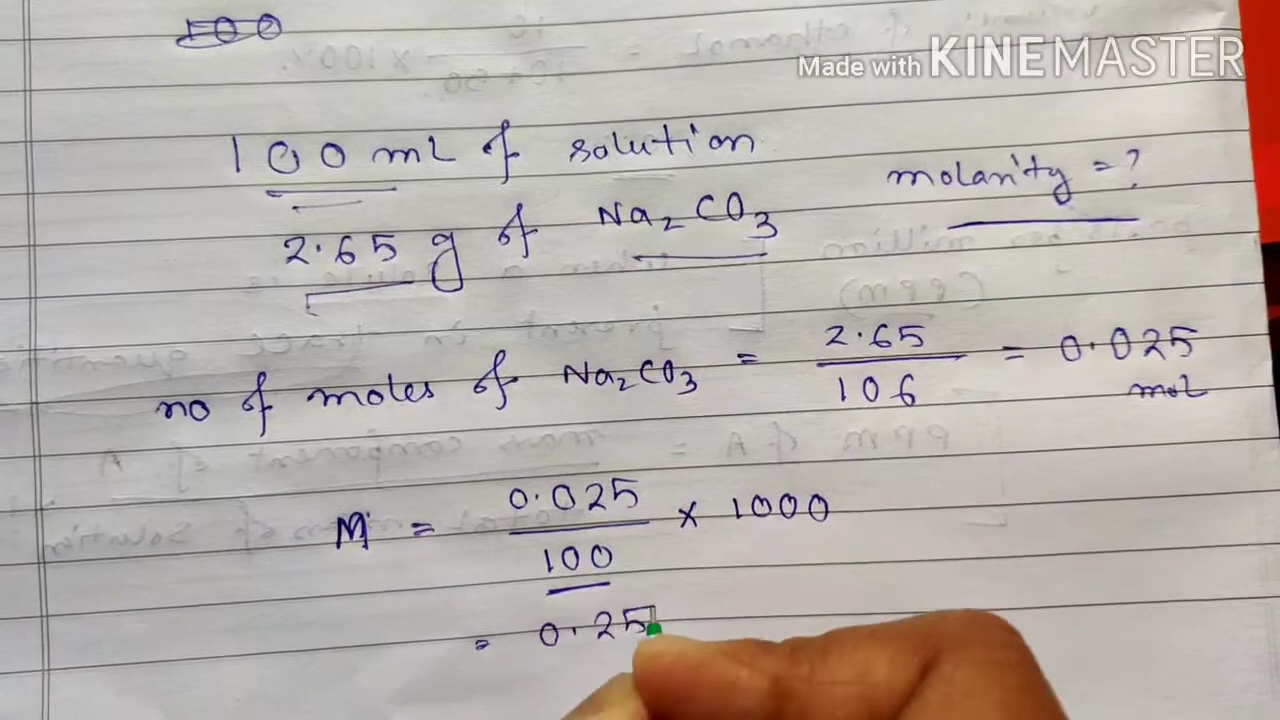 100
Made with KINEMASTER
100 mL of solution
molarity = ?
2.65 g of Na₂CO₃
no of moles of Na₂CO₃ = 2.65 / 106 = 0.025 mol
M = 0.025 / 100 × 1000
= 0.25